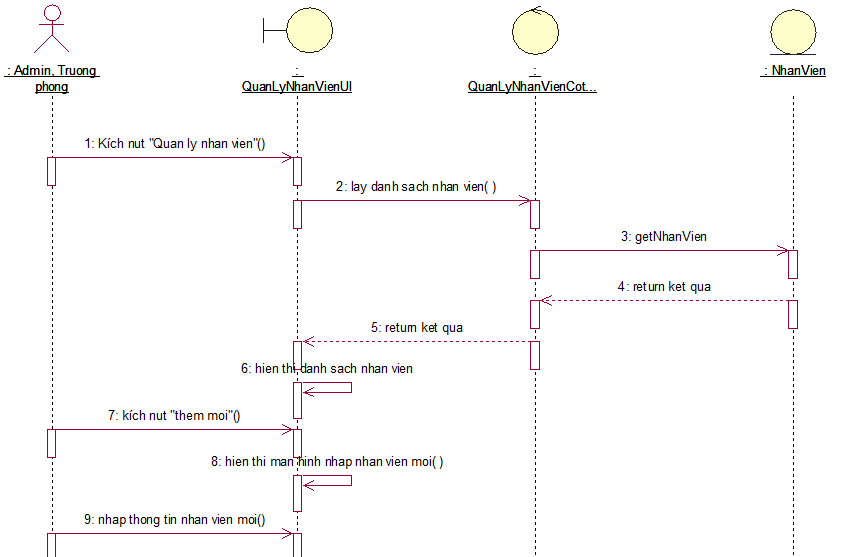 : Admin, Truong
phong
:
QuanLyNhanVienUI
:
QuanLyNhanVienCot...
: NhanVien
1: Kích nut "Quan ly nhan vien"()
2: lay danh sach nhan vien( )
3: getNhanVien
4: return ket qua
5: return ket qua
6: hien thi danh sach nhan vien
7: kích nut "them moi"()
8: hien thi man hinh nhap nhan vien moi( )
9: nhap thong tin nhan vien moi()